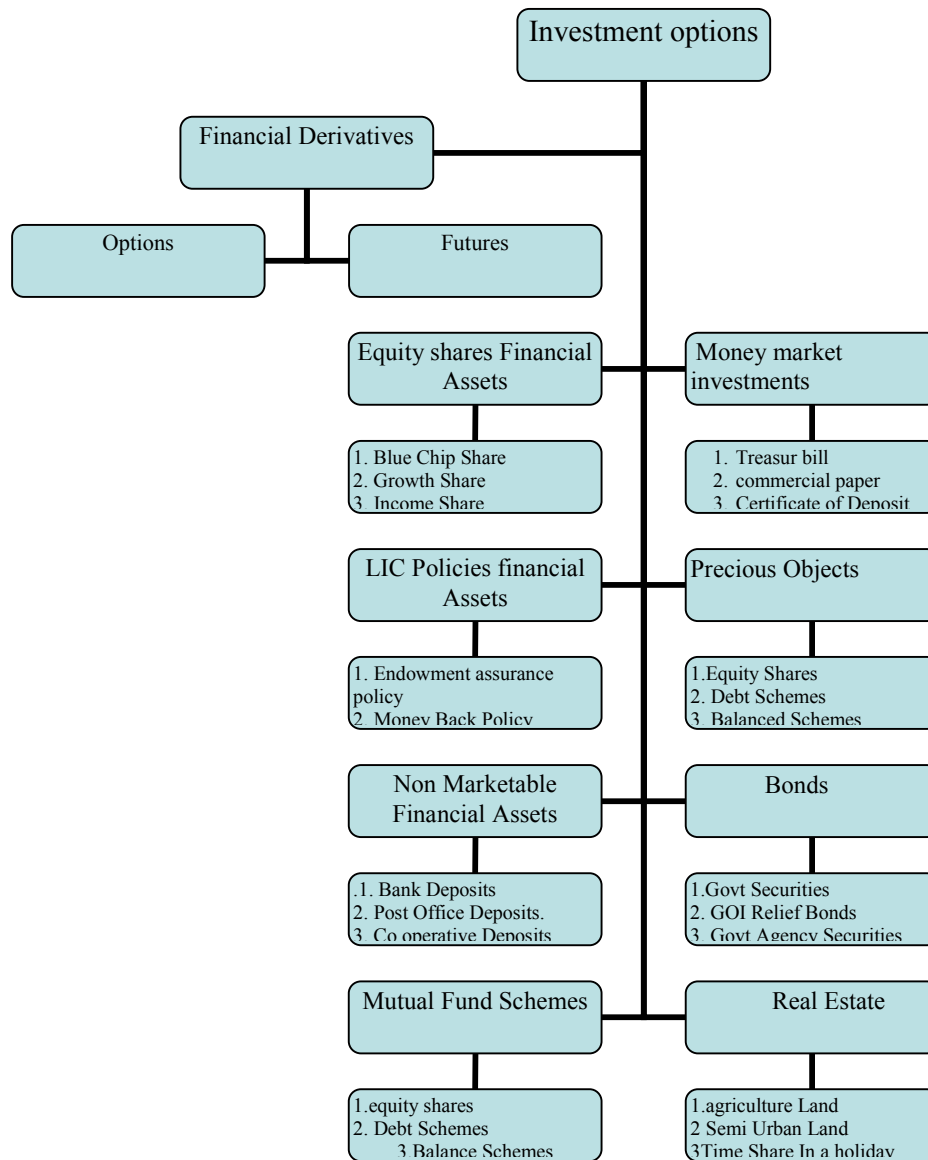 Investment options
Financial Derivatives
Options
Futures
Equity shares Financial
Assets
Money market
investments
1. Blue Chip Share
2. Growth Share
3. Income Share
1. Treasur bill
2. commercial paper
3. Certificate of Deposit
LIC Policies financial
Assets
Precious Objects
1. Endowment assurance
policy
2. Money Back Policy
1.Equity Shares
2. Debt Schemes
3. Balanced Schemes
Non Marketable
Financial Assets
Bonds
.1. Bank Deposits
2. Post Office Deposits.
3. Co operative Deposits
1.Govt Securities
2. GOI Relief Bonds
3. Govt Agency Securities
Mutual Fund Schemes
Real Estate
1.equity shares
2. Debt Schemes
3.Balance Schemes
1.agriculture Land
2 Semi Urban Land
3Time Share In a holiday